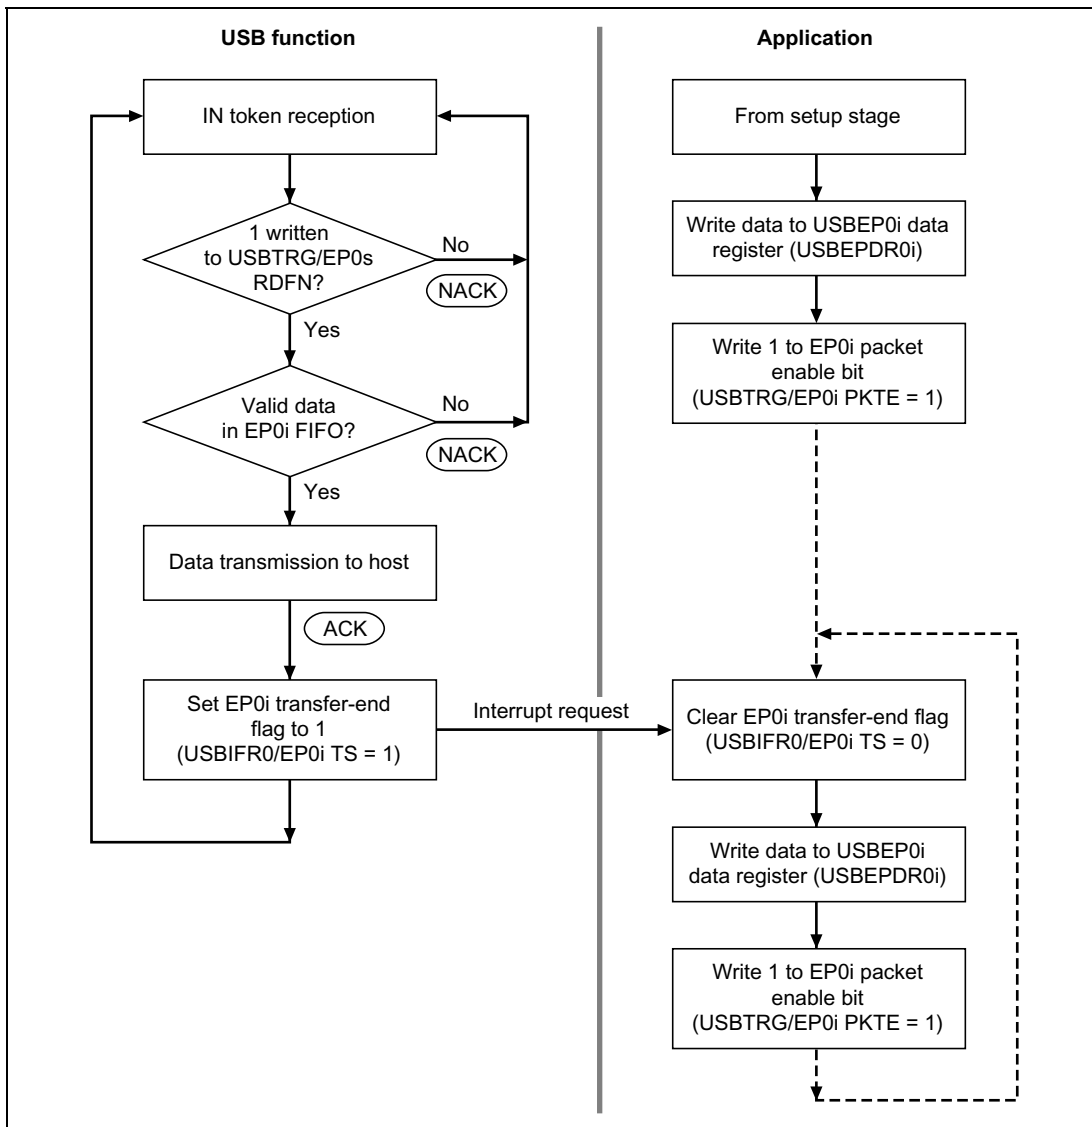 USB function
IN token reception
1 written
to USBTRG/EP0s
RDFN?
No
NACK
Yes
Valid data
in EP0i FIFO?
No
NACK
Yes
Data transmission to host
ACK
Set EP0i transfer-end
flag to 1
(USBIFR0/EP0i TS = 1)
Interrupt request
Application
From setup stage
Write data to USBEP0i data
register (USBEPDR0i)
Write 1 to EP0i packet
enable bit
(USBTRG/EP0i PKTE = 1)
Clear EP0i transfer-end flag
(USBIFR0/EP0i TS = 0)
Write data to USBEP0i
data register (USBEPDR0i)
Write 1 to EP0i packet
enable bit
(USBTRG/EP0i PKTE = 1)